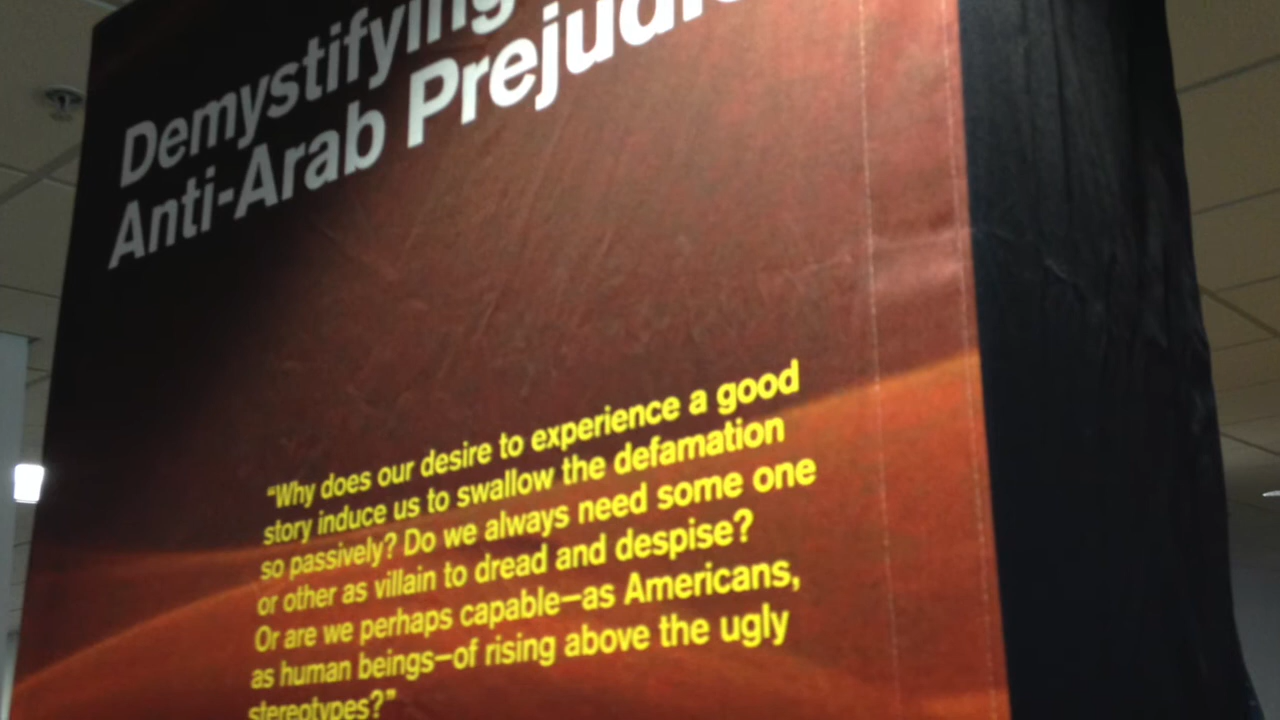 Demystifying
Anti-Arab Prejudic
“Why does our desire to experience a good
story induce us to swallow the defamation
so passively? Do we always need some one
or other as villain to dread and despise?
Or are we perhaps capable—as Americans,
as human beings—of rising above the ugly
stereotypes?”